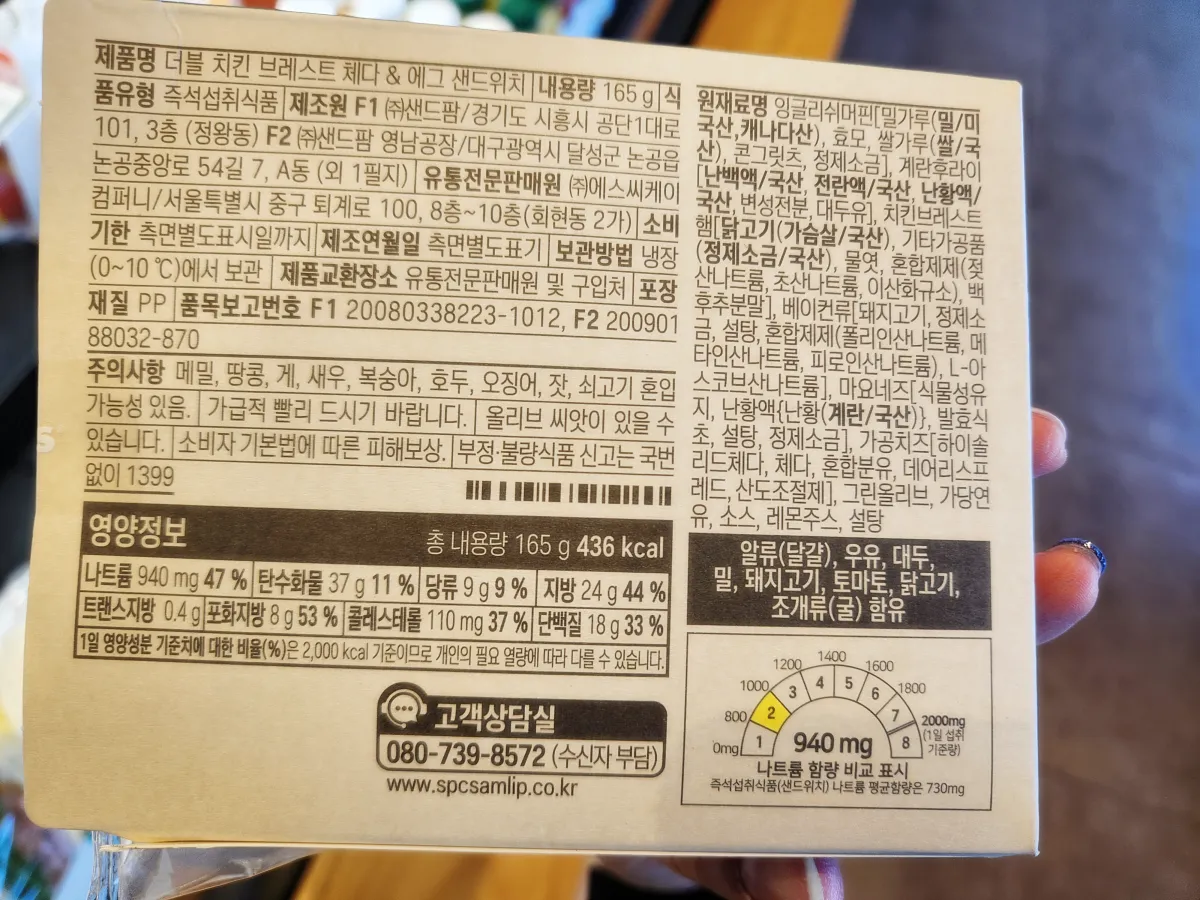 제품명 더블 치킨 브레스트 체다 & 에그 샌드위치 내용량 165 g 식
품유형 즉석섭취식품 제조원 F1 ㈜샌드팜/경기도 시흥시 공단1대로
101, 3층 (정왕동) F2 ㈜샌드팜 영남공장/대구광역시 달성군 논공읍
논공중앙로 54길 7, A동 (외 1필지) 유통전문판매원 ㈜에스씨케이
컴퍼니/서울특별시 중구 퇴계로 100, 8층~10층(회현동 2가) 소비
기한 측면별도표시일까지 제조연월일 측면별도표기 보관방법 냉장
(0~10 ℃)에서 보관 제품교환장소 유통전문판매원 및 구입처 포장
재질 PP 품목보고번호 F1 20080338223-1012, F2 200901
88032-870
주의사항 메밀, 땅콩, 게, 새우, 복숭아, 호두, 오징어, 잣, 쇠고기 혼입
가능성 있음. 가급적 빨리 드시기 바랍니다. 올리브 씨앗이 있을 수
있습니다. 소비자 기본법에 따른 피해보상. 부정·불량식품 신고는 국번
없이 1399
영양정보 총 내용량 165 g 436 kcal
나트륨 940 mg 47 % 탄수화물 37 g 11 % 당류 9 g 9 % 지방 24 g 44 %
트랜스지방 0.4 g 포화지방 8 g 53 % 콜레스테롤 110 mg 37 % 단백질 18 g 33 %
1일 영양성분 기준치에 대한 비율(%)은 2,000 kcal 기준이므로 개인의 필요 열량에 따라 다를 수 있습니다.
고객상담실
080-739-8572 (수신자 부담)
www.spcsamlip.co.kr
원재료명 잉글리쉬머핀[밀가루(밀/미
국산,캐나다산), 효모, 쌀가루(쌀/국
산), 콘그릿츠, 정제소금], 계란후라이
[난백액/국산, 전란액/국산, 난황액/
국산, 변성전분, 대두유], 치킨브레스트
햄[닭고기(가슴살/국산), 기타가공품
(정제소금/국산), 물엿, 혼합제제(젖
산나트륨, 초산나트륨, 이산화규소), 백
후추분말], 베이컨류[돼지고기, 정제소
금, 설탕, 혼합제제(폴리인산나트륨, 메
타인산나트륨, 피로인산나트륨), L-아
스코브산나트륨], 마요네즈[식물성유
지, 난황액{난황(계란/국산)}, 발효식
초, 설탕, 정제소금], 가공치즈[하이솔
리드체다, 체다, 혼합분유, 데어리스프
레드, 산도조절제], 그린올리브, 가당연
유, 소스, 레몬주스, 설탕
알류(달걀), 우유, 대두,
밀, 돼지고기, 토마토, 닭고기,
조개류(굴) 함유
0mg 800 1000 1200 1400 1600 1800 2000mg
(1일 섭취
기준량)
1 2 3 4 5 6 7 8
940 mg
나트륨 함량 비교 표시
즉석섭취식품(샌드위치) 나트륨 평균함량은 730mg